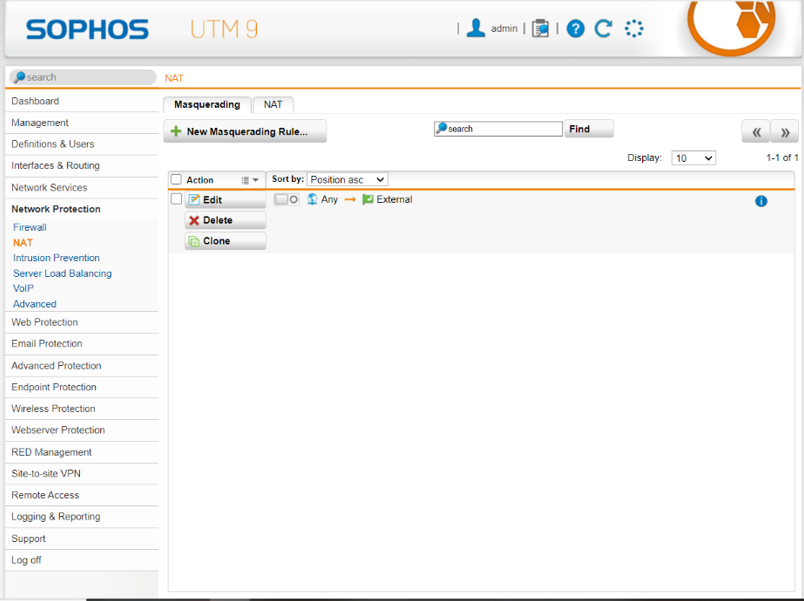 SOPHOS UTM 9 | admin | | ?
search NAT
Dashboard
Management
Definitions & Users
Interfaces & Routing
Network Services
Network Protection
Firewall
NAT
Intrusion Prevention
Server Load Balancing
VoIP
Advanced
Web Protection
Email Protection
Advanced Protection
Endpoint Protection
Wireless Protection
Webserver Protection
RED Management
Site-to-site VPN
Remote Access
Logging & Reporting
Support
Log off
Masquerading NAT
+ New Masquerading Rule... search Find « »
Display: 10 1-1 of 1
Action Sort by: Position asc
Edit Any → External i
Delete
Clone